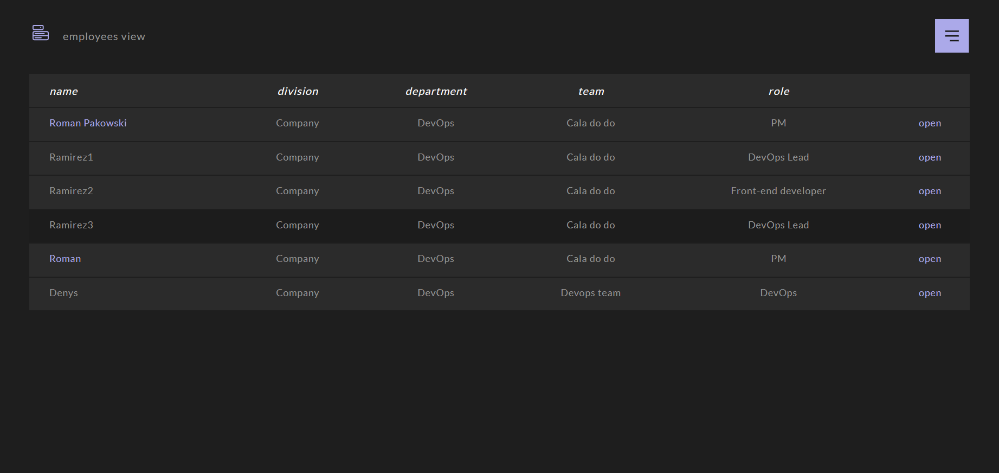 employees view
name division department team role
Roman Pakowski Company DevOps Cala do do PM open
Ramirez1 Company DevOps Cala do do DevOps Lead open
Ramirez2 Company DevOps Cala do do Front-end developer open
Ramirez3 Company DevOps Cala do do DevOps Lead open
Roman Company DevOps Cala do do PM open
Denys Company DevOps Devops team DevOps open